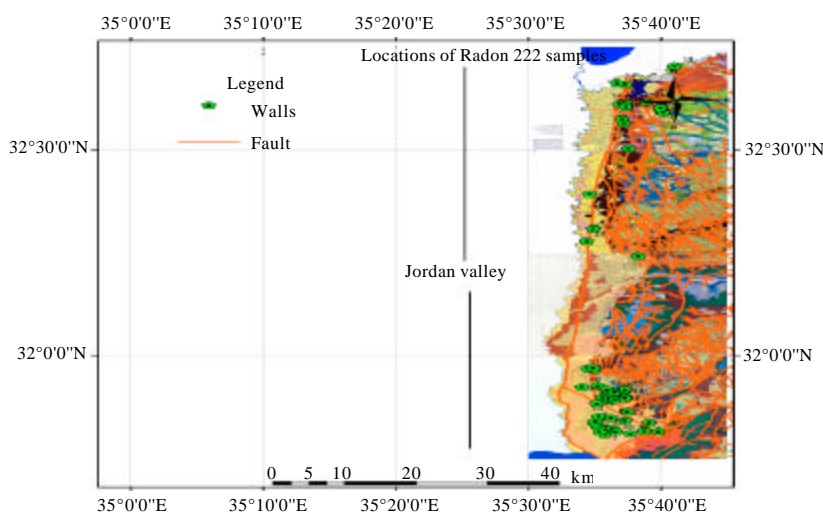 35°0'0"E 35°10'0"E 35°20'0"E 35°30'0"E 35°40'0"E
Locations of Radon 222 samples
Legend
Walls
Fault
32°30'0"N 32°30'0"N
Jordan valley
32°0'0"N 32°0'0"N
0 5 10 20 30 40 km
35°0'0"E 35°10'0"E 35°20'0"E 35°30'0"E 35°40'0"E